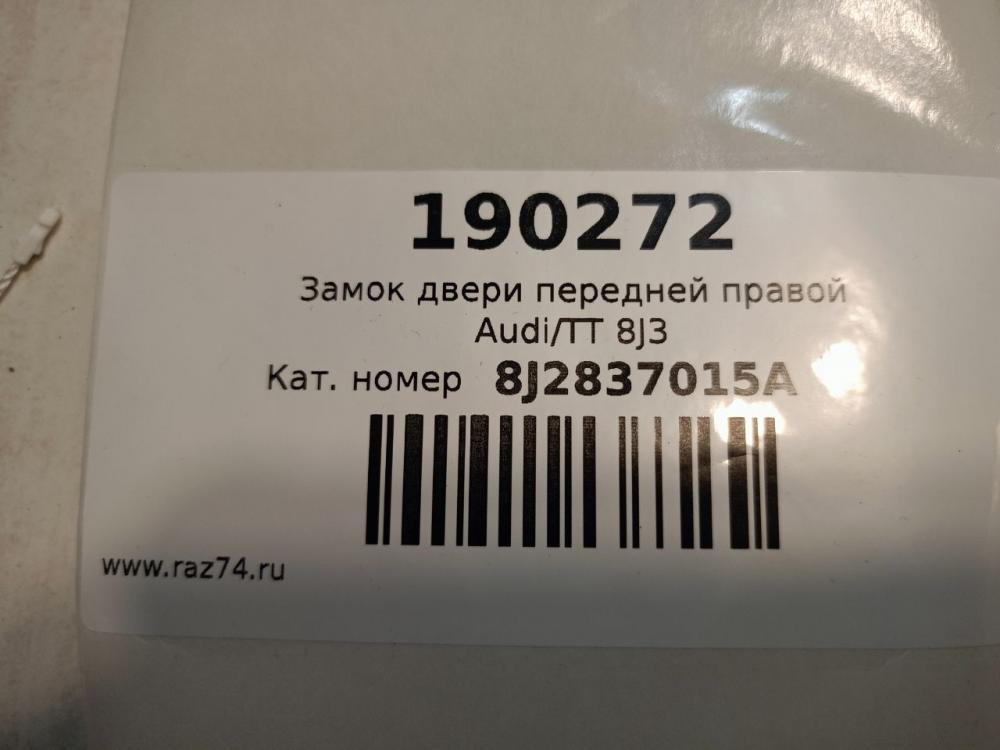 190272
Замок двери передней правой
Audi/TT 8J3
Кат. номер 8J2837015A
www.raz74.ru